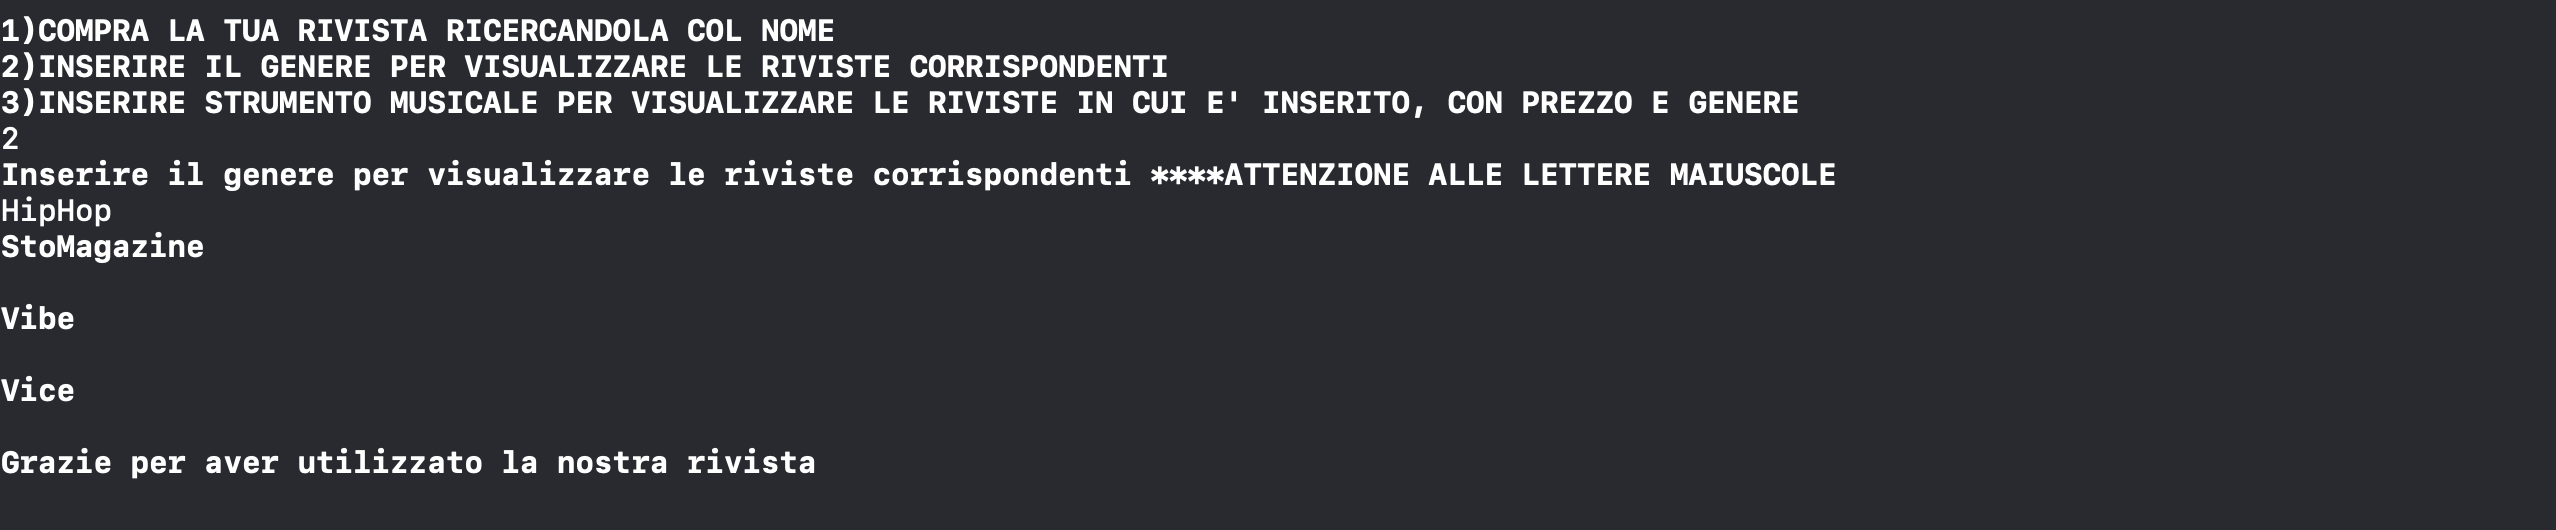 1)COMPRA LA TUA RIVISTA RICERCANDOLA COL NOME
2)INSERIRE IL GENERE PER VISUALIZZARE LE RIVISTE CORRISPONDENTI
3)INSERIRE STRUMENTO MUSICALE PER VISUALIZZARE LE RIVISTE IN CUI E' INSERITO, CON PREZZO E GENERE
2
Inserire il genere per visualizzare le riviste corrispondenti ****ATTENZIONE ALLE LETTERE MAIUSCOLE
HipHop
StoMagazine
Vibe
Vice
Grazie per aver utilizzato la nostra rivista